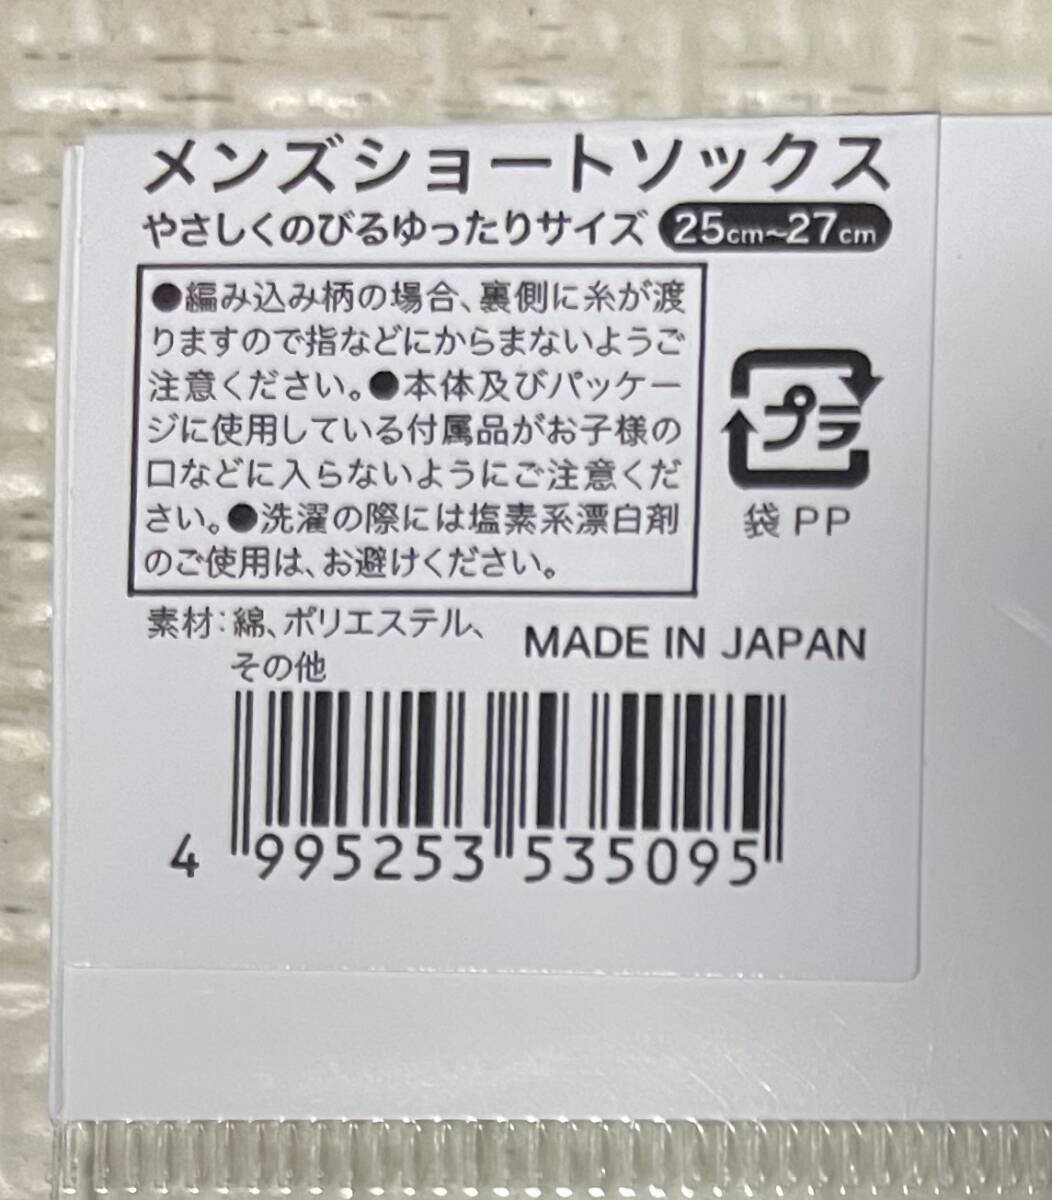 メンズショートソックス
やさしくのびるゆったりサイズ 25cm~27cm
●編み込み柄の場合、裏側に糸が渡
りますので指などにからまないようご
注意ください。●本体及びパッケー
ジに使用している付属品がお子様の
口などに入らないようにご注意くだ
さい。●洗濯の際には塩素系漂白剤
のご使用は、お避けください。
プラ
袋PP
素材:綿、ポリエステル、
その他
MADE IN JAPAN
4 995253 535095